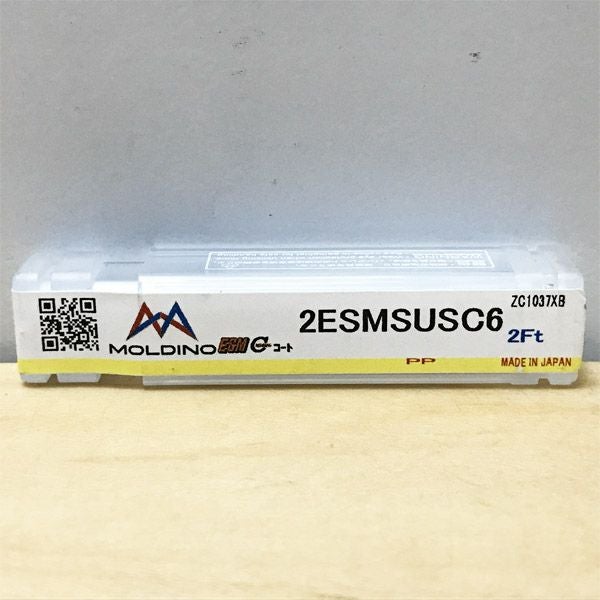 ZC1037XB
MOLDINO ESM G-コート
2ESMSUSC6
2Ft
PP
MADE IN JAPAN